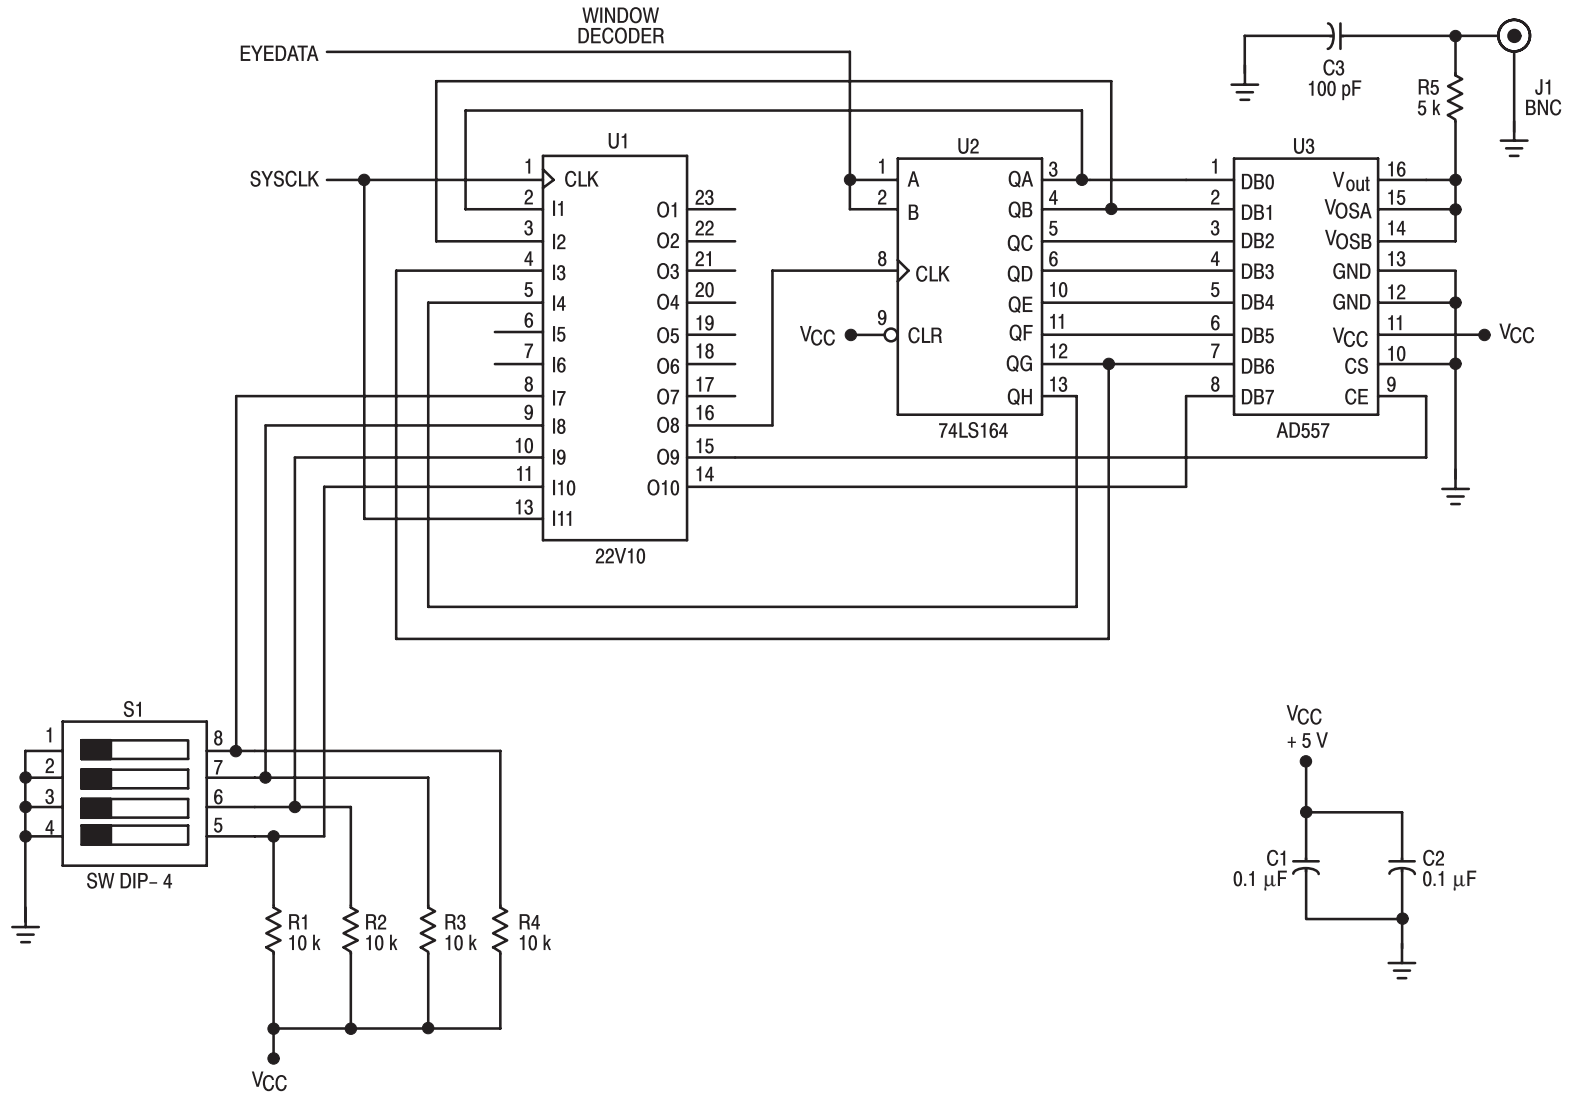 WINDOW
DECODER
EYEDATA
SYSCLK
U1
1 CLK
2 I1
3 I2
4 I3
5 I4
6 I5
7 I6
8 I7
9 I8
10 I9
11 I10
13 I11
O1 23
O2 22
O3 21
O4 20
O5 19
O6 18
O7 17
O8 16
O9 15
O10 14
22V10
U2
1 A
2 B
8 CLK
VCC 9 CLR
QA 3
QB 4
QC 5
QD 6
QE 10
QF 11
QG 12
QH 13
74LS164
U3
1 DB0
2 DB1
3 DB2
4 DB3
5 DB4
6 DB5
7 DB6
8 DB7
Vout 16
VOSA 15
VOSB 14
GND 13
GND 12
VCC 11 VCC
CS 10
CE 9
AD557
C3
100 pF
R5
5 k
J1
BNC
S1
1 8
2 7
3 6
4 5
SW DIP– 4
R1
10 k
R2
10 k
R3
10 k
R4
10 k
VCC
VCC
+ 5 V
C1
0.1 µF
C2
0.1 µF